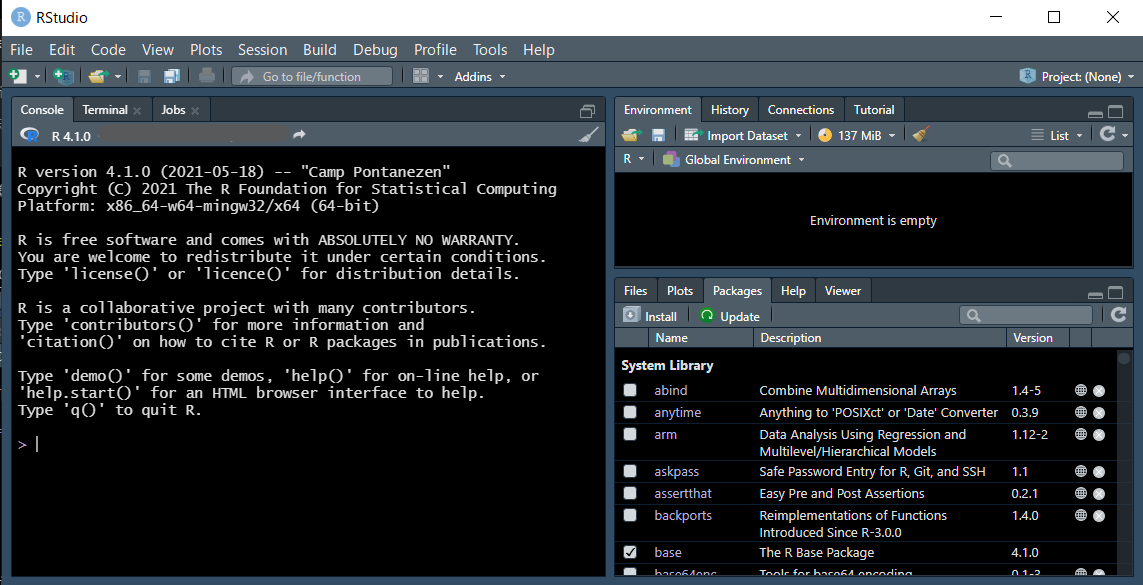 RStudio
File Edit Code View Plots Session Build Debug Profile Tools Help
Go to file/function Addins Project: (None)
Console Terminal Jobs
R 4.1.0
R version 4.1.0 (2021-05-18) -- "Camp Pontanezen"
Copyright (C) 2021 The R Foundation for Statistical Computing
Platform: x86_64-w64-mingw32/x64 (64-bit)
R is free software and comes with ABSOLUTELY NO WARRANTY.
You are welcome to redistribute it under certain conditions.
Type 'license()' or 'licence()' for distribution details.
R is a collaborative project with many contributors.
Type 'contributors()' for more information and
'citation()' on how to cite R or R packages in publications.
Type 'demo()' for some demos, 'help()' for on-line help, or
'help.start()' for an HTML browser interface to help.
Type 'q()' to quit R.
>
Environment History Connections Tutorial
Import Dataset 137 MiB List
R Global Environment
Environment is empty
Files Plots Packages Help Viewer
Install Update
Name Description Version
System Library
abind Combine Multidimensional Arrays 1.4-5
anytime Anything to 'POSIXct' or 'Date' Converter 0.3.9
arm Data Analysis Using Regression and 1.12-2
Multilevel/Hierarchical Models
askpass Safe Password Entry for R, Git, and SSH 1.1
assertthat Easy Pre and Post Assertions 0.2.1
backports Reimplementations of Functions 1.4.0
Introduced Since R-3.0.0
base The R Base Package 4.1.0
base64enc Tools for base64 encoding 0.1-3